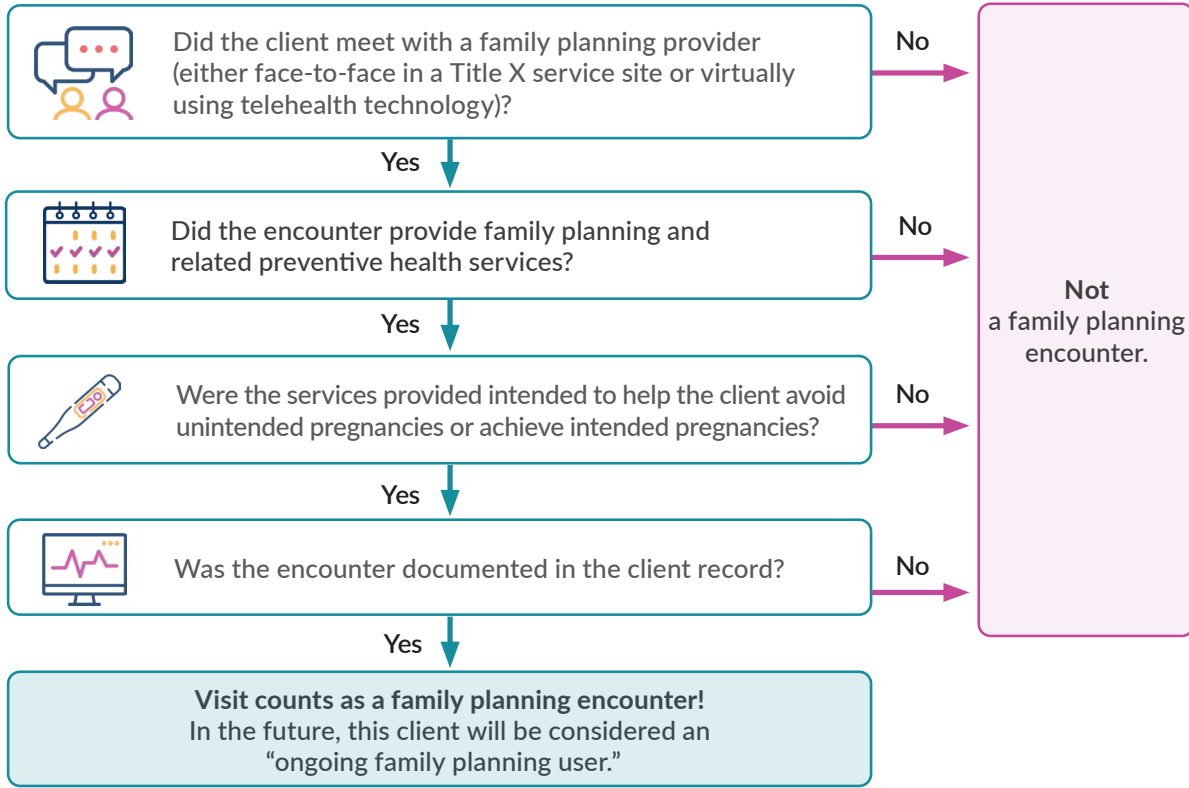 Did the client meet with a family planning provider
(either face-to-face in a Title X service site or virtually
using telehealth technology)?
No
Yes
Did the encounter provide family planning and
related preventive health services?
No
Yes
Were the services provided intended to help the client avoid
unintended pregnancies or achieve intended pregnancies?
No
Yes
Was the encounter documented in the client record?
No
Yes
Visit counts as a family planning encounter!
In the future, this client will be considered an
“ongoing family planning user.”
Not
a family planning
encounter.